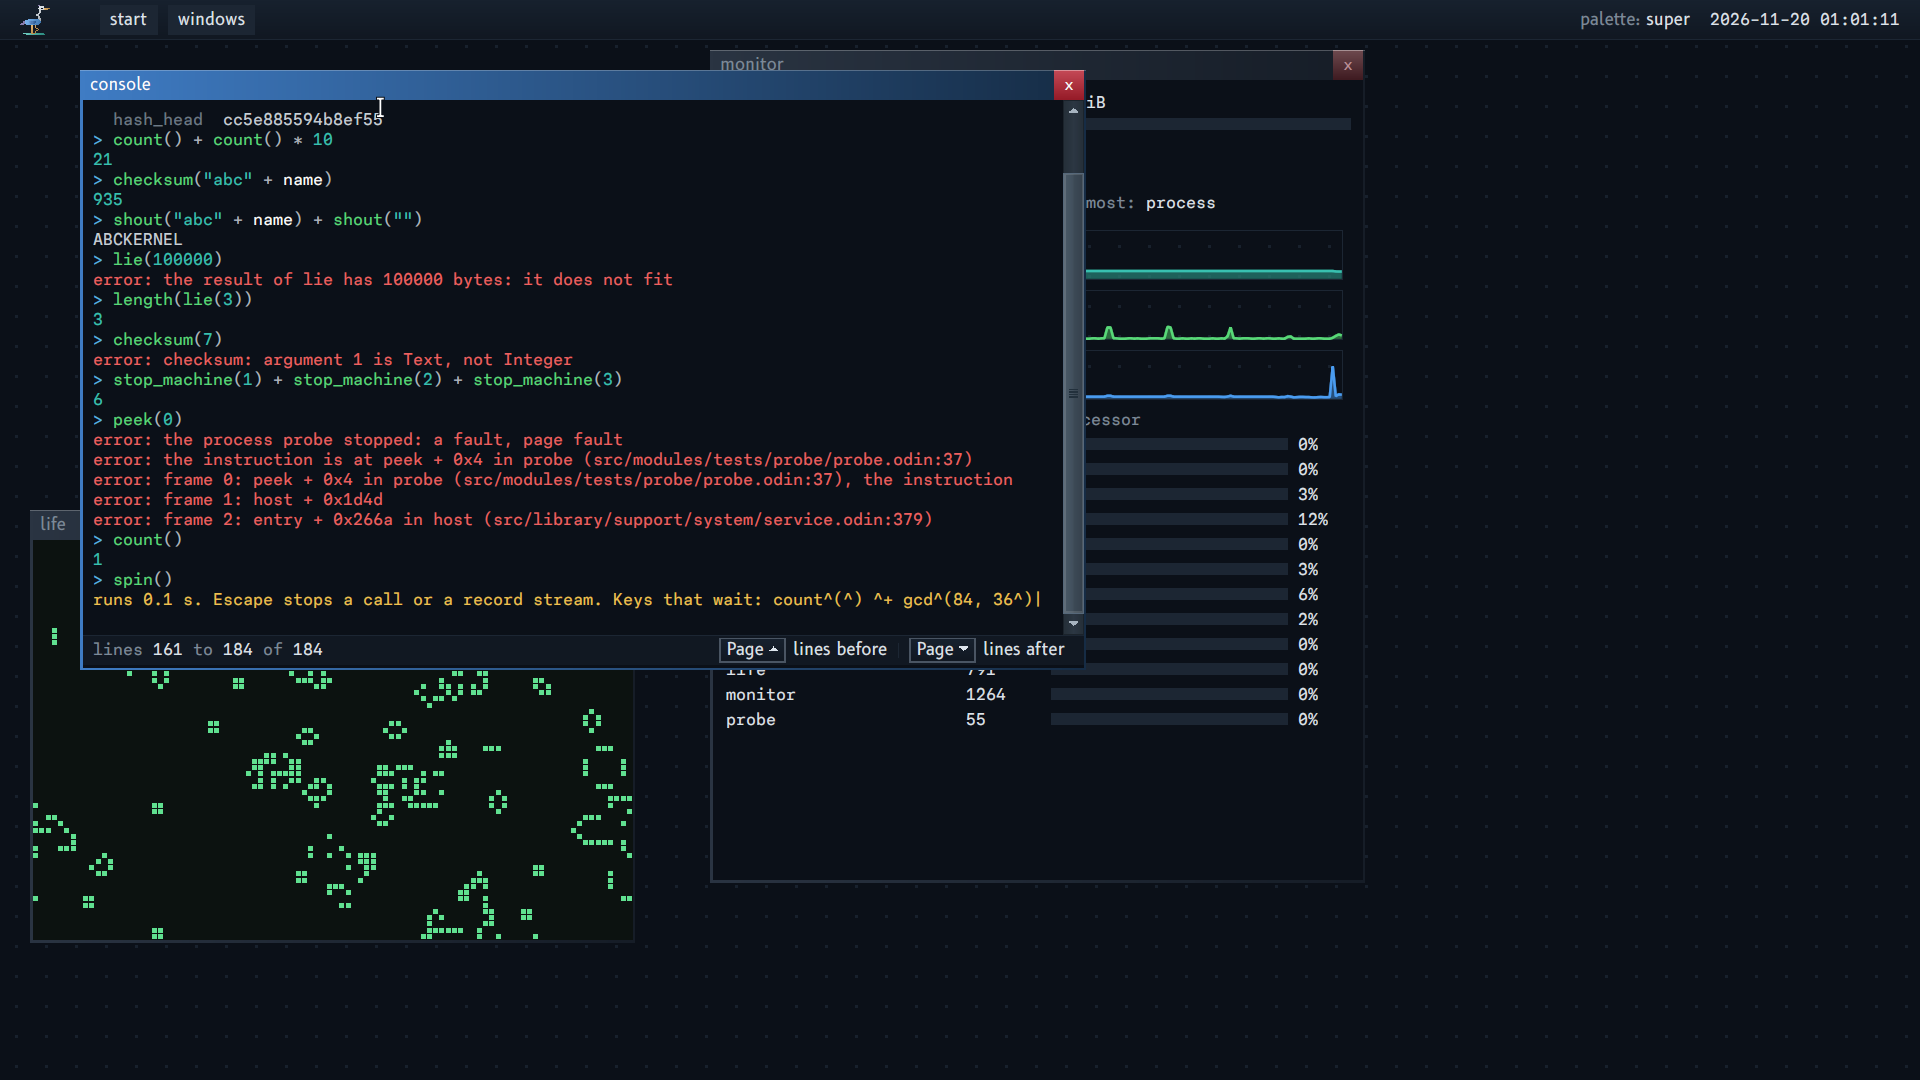 start windows palette: super 2026-11-20 01:01:11
monitor x
console x
iB
hash_head cc5e885594b8ef55
> count() + count() * 10
21
> checksum("abc" + name)
935
> shout("abc" + name) + shout("")
ABCKERNEL
> lie(100000)
error: the result of lie has 100000 bytes: it does not fit
> length(lie(3))
3
> checksum(7)
error: checksum: argument 1 is Text, not Integer
> stop_machine(1) + stop_machine(2) + stop_machine(3)
6
> peek(0)
error: the process probe stopped: a fault, page fault
error: the instruction is at peek + 0x4 in probe (src/modules/tests/probe/probe.odin:37)
error: frame 0: peek + 0x4 in probe (src/modules/tests/probe/probe.odin:37), the instruction
error: frame 1: host + 0x1d4d
error: frame 2: entry + 0x266a in host (src/library/support/system/service.odin:379)
> count()
1
> spin()
runs 0.1 s. Escape stops a call or a record stream. Keys that wait: count^(^) ^+ gcd^(84, 36^)|
lines 161 to 184 of 184 Page lines before Page lines after
most: process
cessor
0%
0%
3%
12%
0%
3%
6%
2%
0%
life 791 0%
monitor 1264 0%
probe 55 0%
life